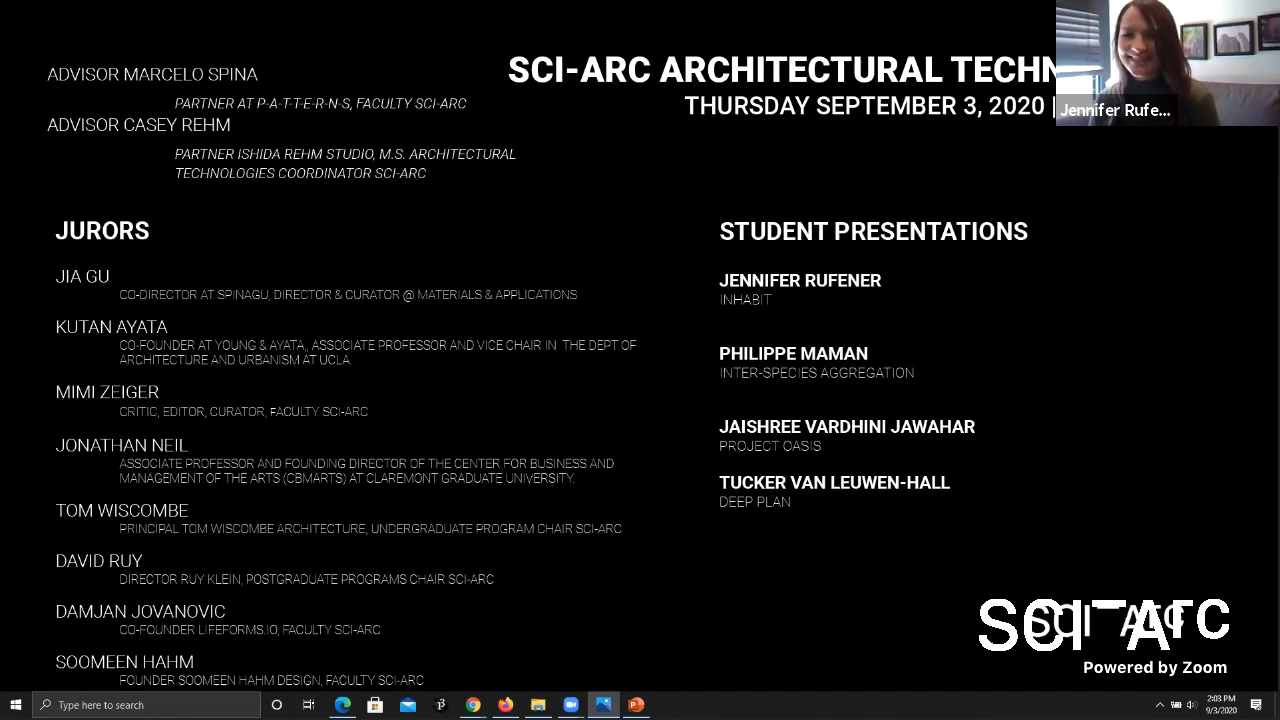 ADVISOR MARCELO SPINA
PARTNER AT P-A-T-T-E-R-N-S, FACULTY SCI-ARC
ADVISOR CASEY REHM
PARTNER ISHIDA REHM STUDIO, M.S. ARCHITECTURAL
TECHNOLOGIES COORDINATOR SCI-ARC
SCI-ARC ARCHITECTURAL TECHN
THURSDAY SEPTEMBER 3, 2020 |
Jennifer Rufe...
JURORS
JIA GU
CO-DIRECTOR AT SPINAGU, DIRECTOR & CURATOR @ MATERIALS & APPLICATIONS
KUTAN AYATA
CO-FOUNDER AT YOUNG & AYATA,, ASSOCIATE PROFESSOR AND VICE CHAIR IN THE DEPT OF
ARCHITECTURE AND URBANISM AT UCLA.
MIMI ZEIGER
CRITIC, EDITOR, CURATOR, FACULTY SCI-ARC
JONATHAN NEIL
ASSOCIATE PROFESSOR AND FOUNDING DIRECTOR OF THE CENTER FOR BUSINESS AND
MANAGEMENT OF THE ARTS (CBMARTS) AT CLAREMONT GRADUATE UNIVERSITY.
TOM WISCOMBE
PRINCIPAL TOM WISCOMBE ARCHITECTURE, UNDERGRADUATE PROGRAM CHAIR SCI-ARC
DAVID RUY
DIRECTOR RUY KLEIN, POSTGRADUATE PROGRAMS CHAIR SCI-ARC
DAMJAN JOVANOVIC
CO-FOUNDER LIFEFORMS.IO, FACULTY SCI-ARC
SOOMEEN HAHM
FOUNDER SOOMEEN HAHM DESIGN, FACULTY SCI-ARC
STUDENT PRESENTATIONS
JENNIFER RUFENER
INHABIT
PHILIPPE MAMAN
INTER-SPECIES AGGREGATION
JAISHREE VARDHINI JAWAHAR
PROJECT OASIS
TUCKER VAN LEUWEN-HALL
DEEP PLAN
SCI-Arc
SCI-Arc
Powered by Zoom
Type here to search
2:03 PM
9/3/2020